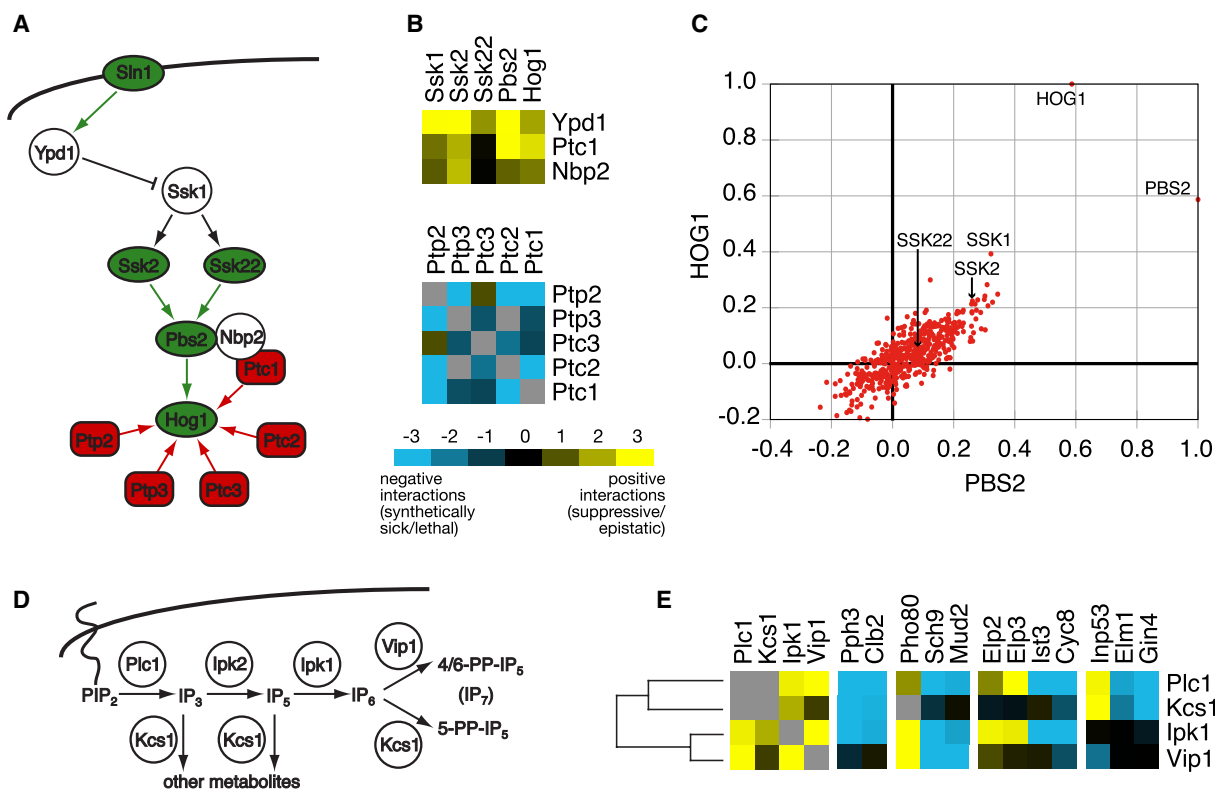 A
Sln1
Ypd1
Ssk1
Ssk2
Ssk22
Pbs2
Nbp2
Ptc1
Hog1
Ptp2
Ptc2
Ptp3
Ptc3
B
Ssk1
Ssk2
Ssk22
Pbs2
Hog1
Ypd1
Ptc1
Nbp2
Ptp2
Ptp3
Ptc3
Ptc2
Ptc1
Ptp2
Ptp3
Ptc3
Ptc2
Ptc1
-3 -2 -1 0 1 2 3
negative
interactions
(synthetically
sick/lethal)
positive
interactions
(suppressive/
epistatic)
C
HOG1
1.0
0.8
0.6
0.4
0.2
0.0
-0.2
HOG1
PBS2
SSK22
SSK1
SSK2
-0.4 -0.2 0.0 0.2 0.4 0.6 0.8 1.0
PBS2
D
Plc1
Ipk2
Ipk1
Vip1
PIP2
IP3
IP5
IP6
4/6-PP-IP5
(IP7)
5-PP-IP5
Kcs1
Kcs1
Kcs1
other metabolites
E
Plc1
Kcs1
Ipk1
Vip1
Pph3
Clb2
Pho80
Sch9
Mud2
Elp2
Elp3
Ist3
Cyc8
Inp53
Elm1
Gin4
Plc1
Kcs1
Ipk1
Vip1